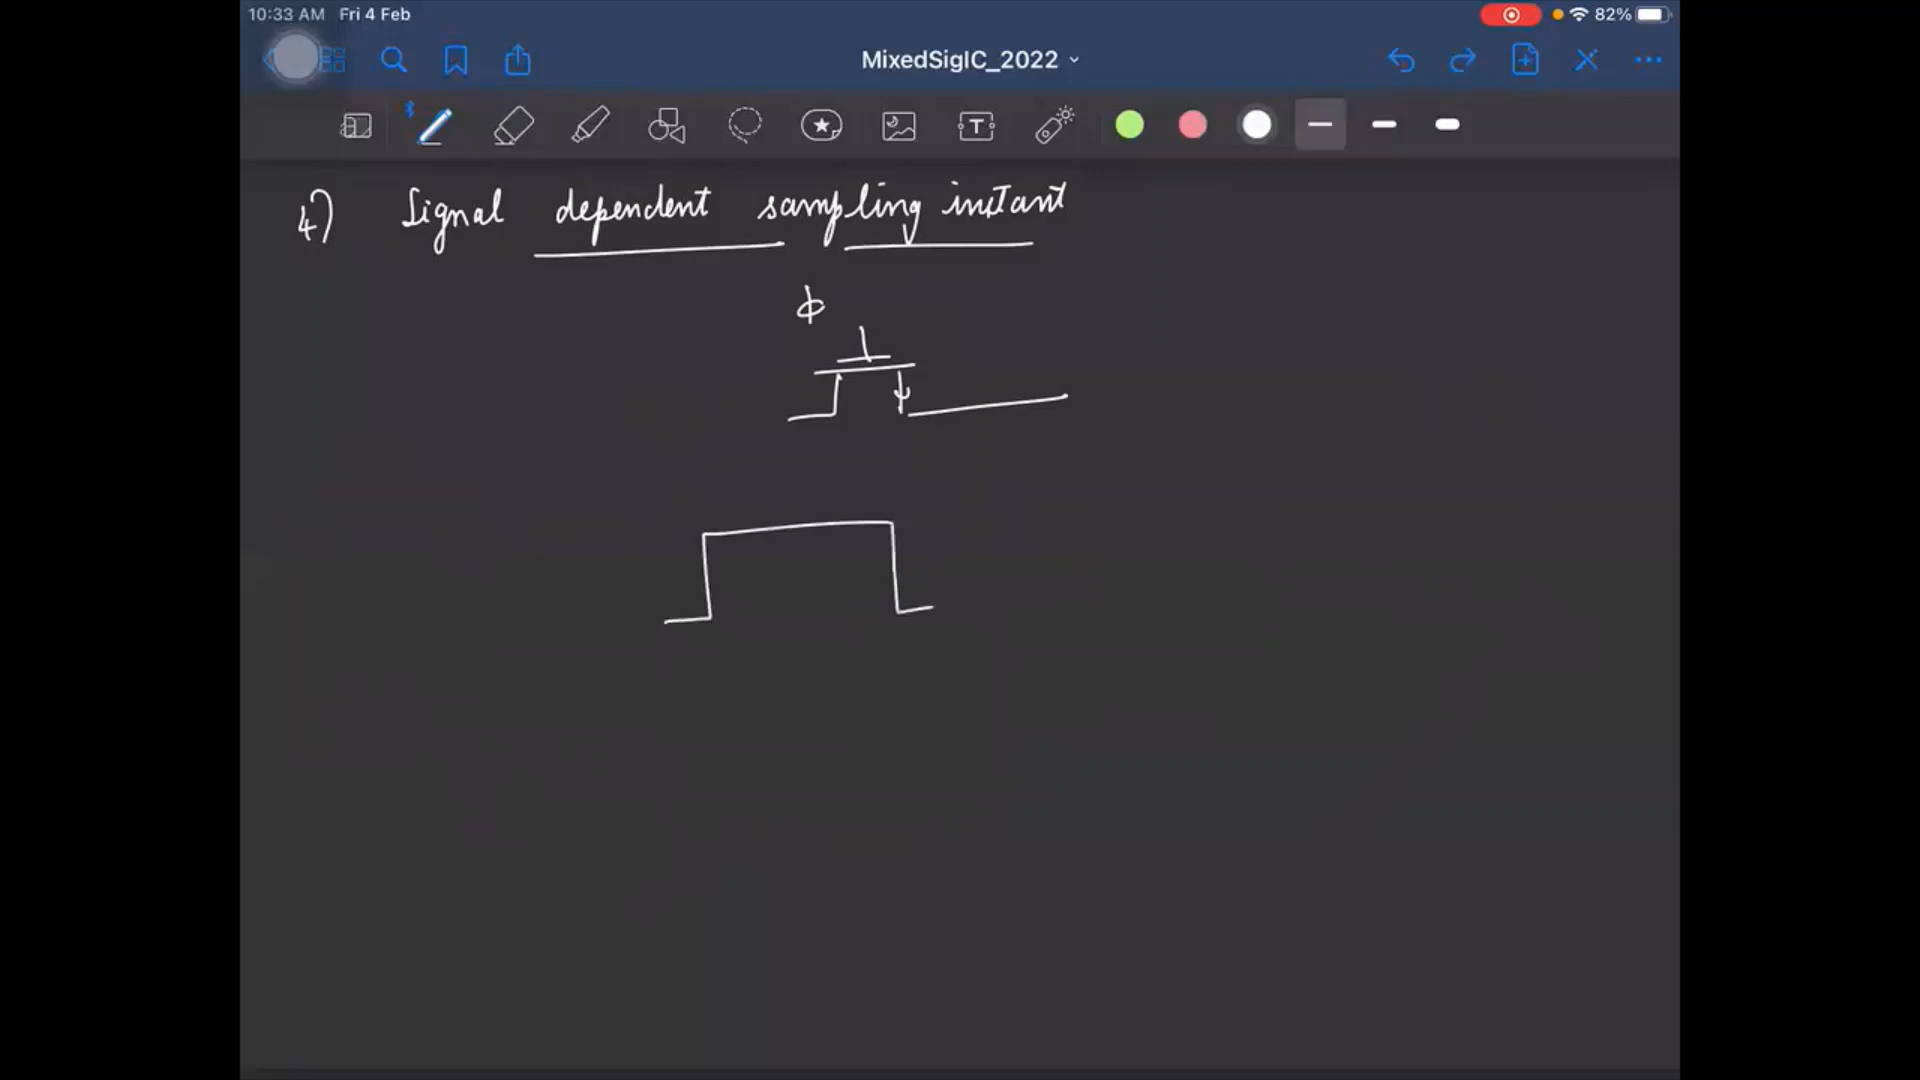 10:33 AM Fri 4 Feb
82%
MixedSigIC_2022
T
4) Signal dependent sampling instant
ϕ